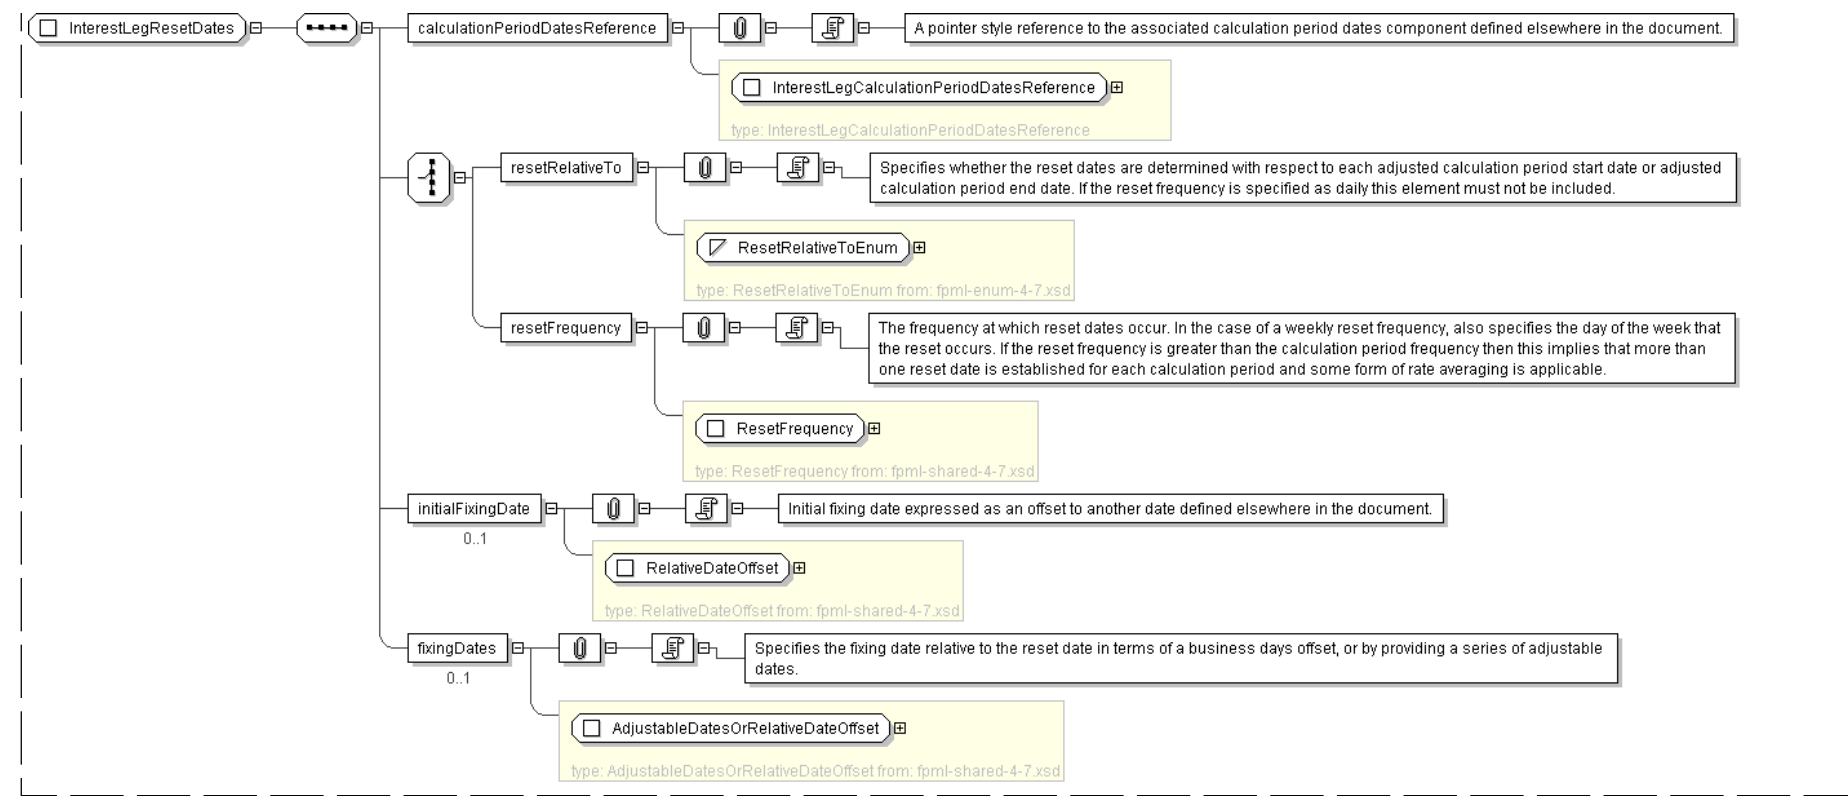 InterestLegResetDates
calculationPeriodDatesReference
A pointer style reference to the associated calculation period dates component defined elsewhere in the document.
InterestLegCalculationPeriodDatesReference
type: InterestLegCalculationPeriodDatesReference
resetRelativeTo
Specifies whether the reset dates are determined with respect to each adjusted calculation period start date or adjusted
calculation period end date. If the reset frequency is specified as daily this element must not be included.
ResetRelativeToEnum
type: ResetRelativeToEnum from: fpml-enum-4-7.xsd
resetFrequency
The frequency at which reset dates occur. In the case of a weekly reset frequency, also specifies the day of the week that
the reset occurs. If the reset frequency is greater than the calculation period frequency then this implies that more than
one reset date is established for each calculation period and some form of rate averaging is applicable.
ResetFrequency
type: ResetFrequency from: fpml-shared-4-7.xsd
initialFixingDate
Initial fixing date expressed as an offset to another date defined elsewhere in the document.
0..1
RelativeDateOffset
type: RelativeDateOffset from: fpml-shared-4-7.xsd
fixingDates
Specifies the fixing date relative to the reset date in terms of a business days offset, or by providing a series of adjustable
dates.
0..1
AdjustableDatesOrRelativeDateOffset
type: AdjustableDatesOrRelativeDateOffset from: fpml-shared-4-7.xsd